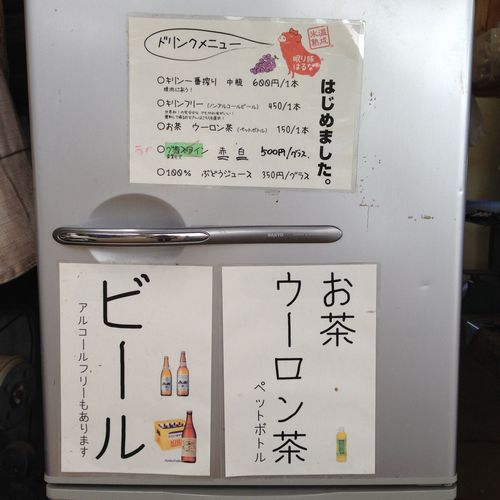 ドリンクメニュー
氷温
熟成
眠り豚
はるな
はじめました。
○キリン一番搾り 中瓶 600円/1本
○キリンフリー (ノンアルコールビール) 450/1本
○お茶 ウーロン茶 (ペットボトル) 150/1本
ワイン 赤 白 500円/グラス
○100% ぶどうジュース 350円/グラス
SANYO
ビール
アルコールフリーもあります
お茶
ウーロン茶
ペットボトル